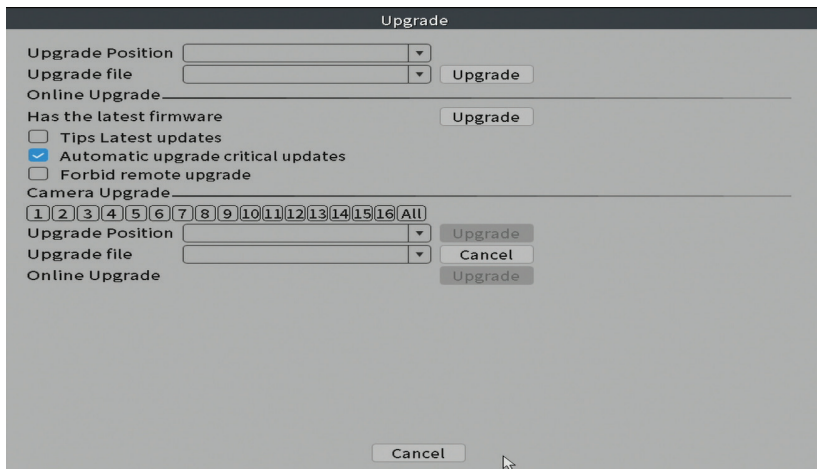 Upgrade
Upgrade Position
Upgrade file Upgrade
Online Upgrade
Has the latest firmware Upgrade
Tips Latest updates
Automatic upgrade critical updates
Forbid remote upgrade
Camera Upgrade
1 2 3 4 5 6 7 8 9 10 11 12 13 14 15 16 All
Upgrade Position Upgrade
Upgrade file Cancel
Online Upgrade Upgrade
Cancel